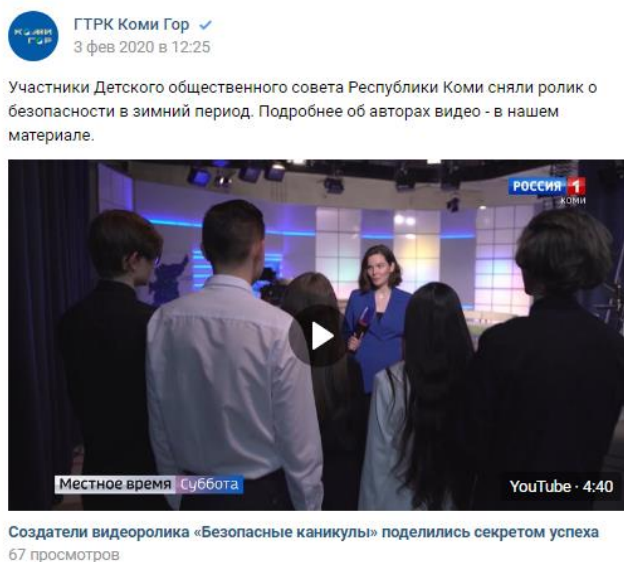 КОМИ
ГОР
ГТРК Коми Гор
3 фев 2020 в 12:25
Участники Детского общественного совета Республики Коми сняли ролик о
безопасности в зимний период. Подробнее об авторах видео - в нашем
материале.
РОССИЯ 1
КОМИ
Местное время Суббота
YouTube · 4:40
Создатели видеоролика «Безопасные каникулы» поделились секретом успеха
67 просмотров